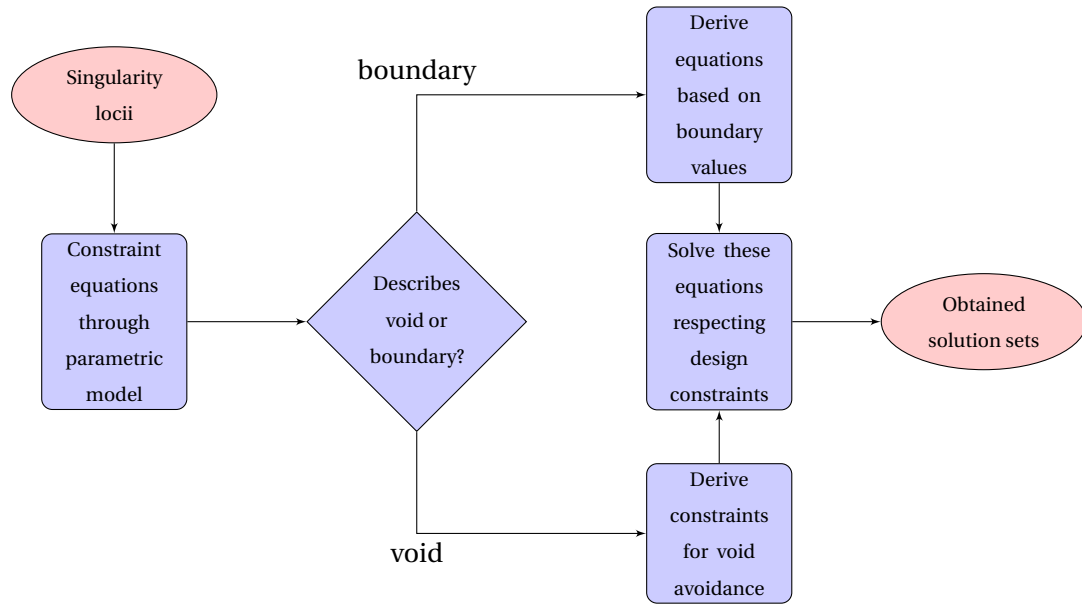 Singularity
locii
Constraint
equations
through
parametric
model
Describes
void or
boundary?
boundary
Derive
equations
based on
boundary
values
void
Derive
constraints
for void
avoidance
Solve these
equations
respecting
design
constraints
Obtained
solution sets